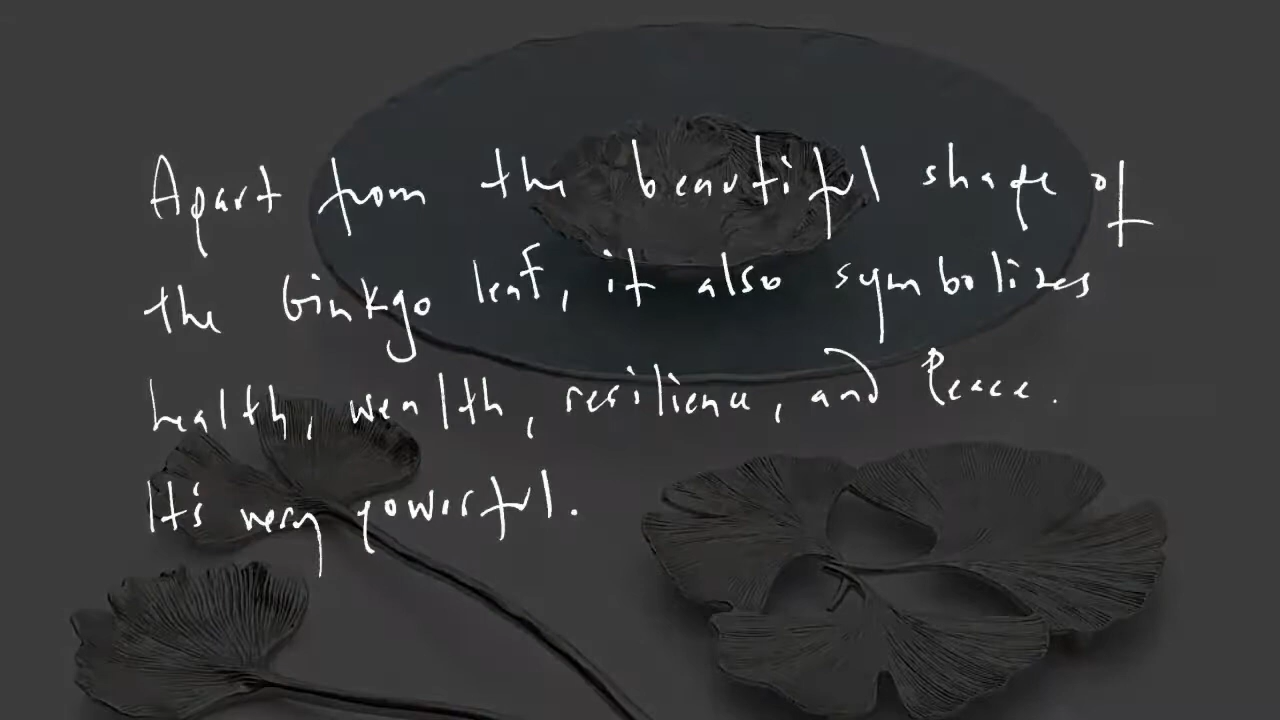 Apart from the beautiful shape of
the Ginkgo leaf, it also symbolizes
health, wealth, resilience, and Peace.
It's very powerful.